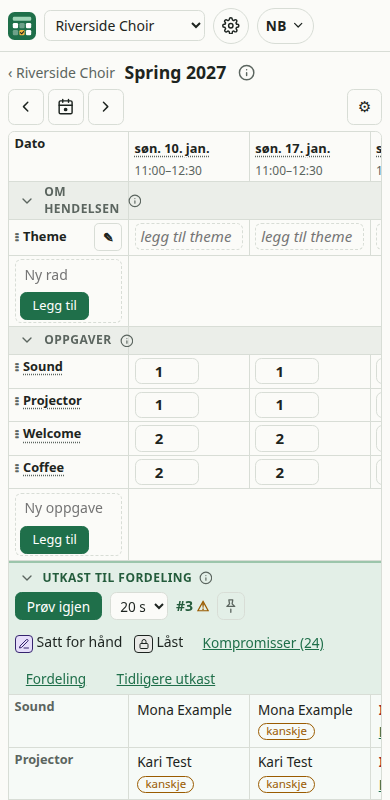 Riverside Choir
NB
‹ Riverside Choir Spring 2027
Dato søn. 10. jan. søn. 17. jan.
11:00–12:30 11:00–12:30
OM HENDELSEN
Theme legg til theme legg til theme
Ny rad
Legg til
OPPGAVER
Sound 1 1
Projector 1 1
Welcome 2 2
Coffee 2 2
Ny oppgave
Legg til
UTKAST TIL FORDELING
Prøv igjen 20 s #3 ⚠
Satt for hånd Låst Kompromisser (24)
Fordeling Tidligere utkast
Sound Mona Example Mona Example
kanskje
Projector Kari Test Kari Test
kanskje kanskje